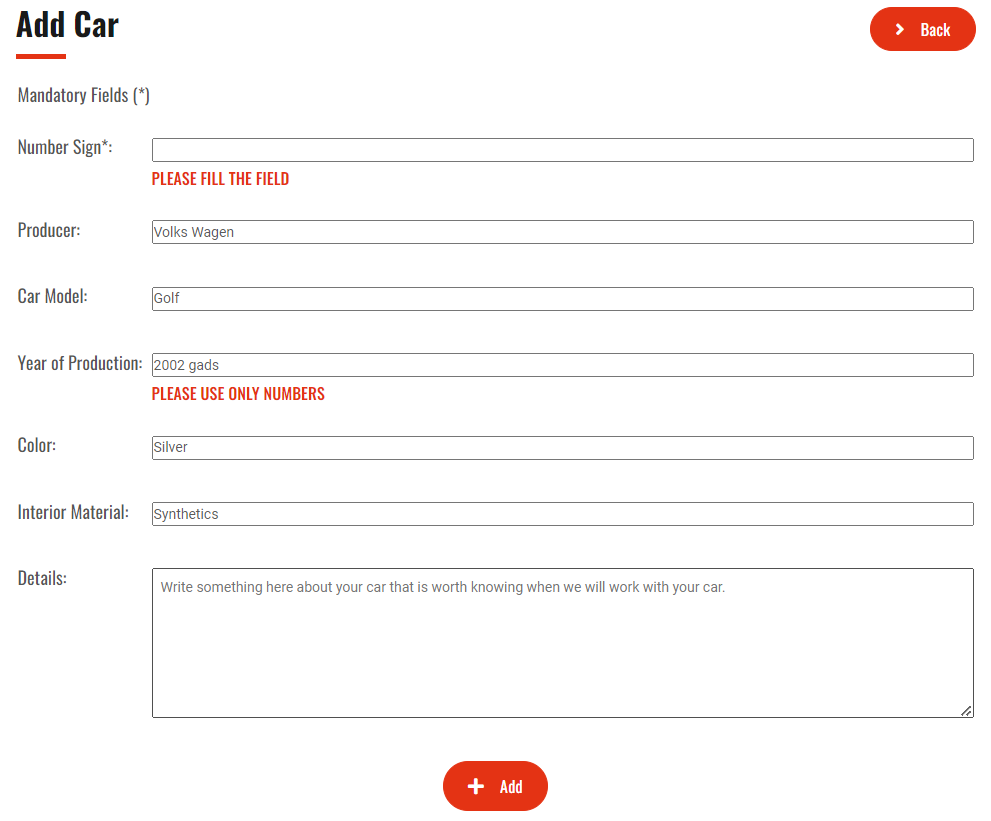 Add Car
Back
Mandatory Fields (*)
Number Sign*:
PLEASE FILL THE FIELD
Producer: Volks Wagen
Car Model: Golf
Year of Production: 2002 gads
PLEASE USE ONLY NUMBERS
Color: Silver
Interior Material: Synthetics
Details: Write something here about your car that is worth knowing when we will work with your car.
Add